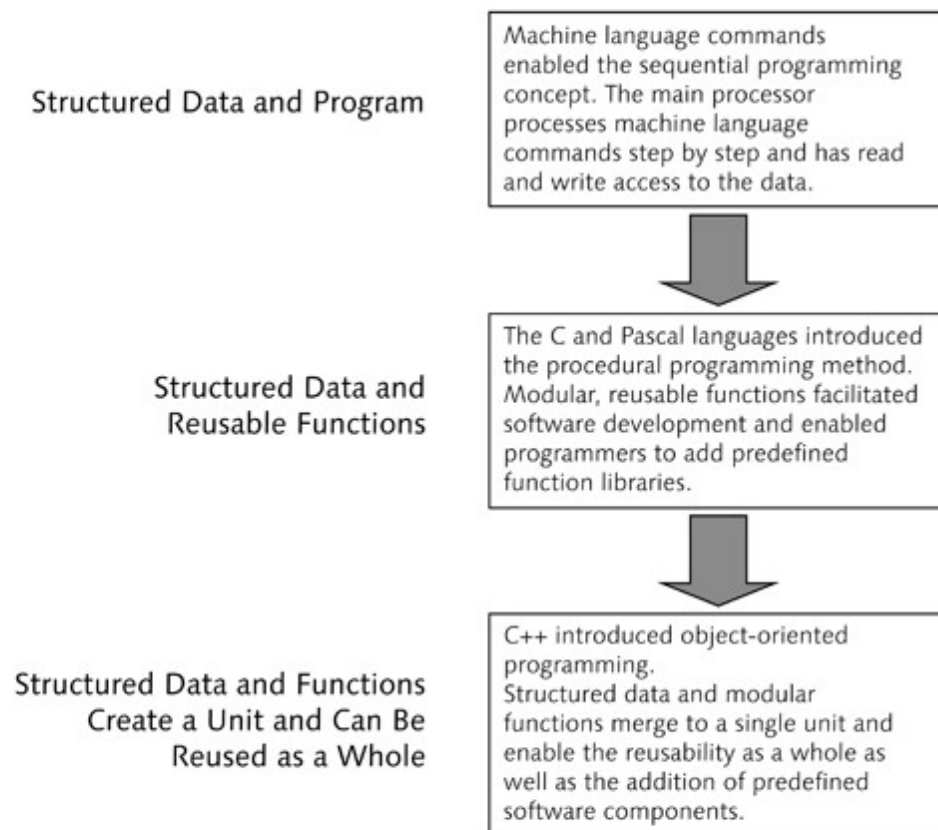 Structured Data and Program
Machine language commands
enabled the sequential programming
concept. The main processor
processes machine language
commands step by step and has read
and write access to the data.
Structured Data and
Reusable Functions
The C and Pascal languages introduced
the procedural programming method.
Modular, reusable functions facilitated
software development and enabled
programmers to add predefined
function libraries.
Structured Data and Functions
Create a Unit and Can Be
Reused as a Whole
C++ introduced object-oriented
programming.
Structured data and modular
functions merge to a single unit and
enable the reusability as a whole as
well as the addition of predefined
software components.